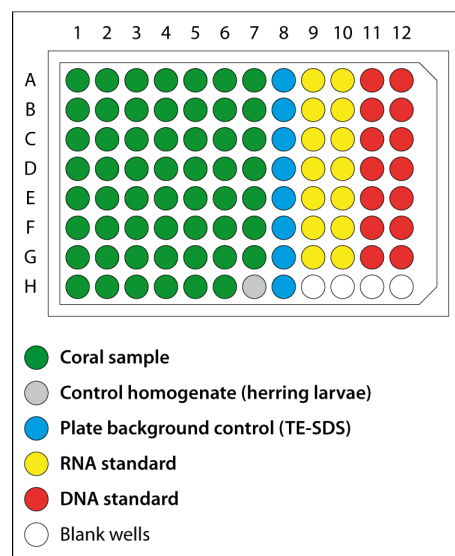 1 2 3 4 5 6 7 8 9 10 11 12
A
B
C
D
E
F
G
H
Coral sample
Control homogenate (herring larvae)
Plate background control (TE-SDS)
RNA standard
DNA standard
Blank wells